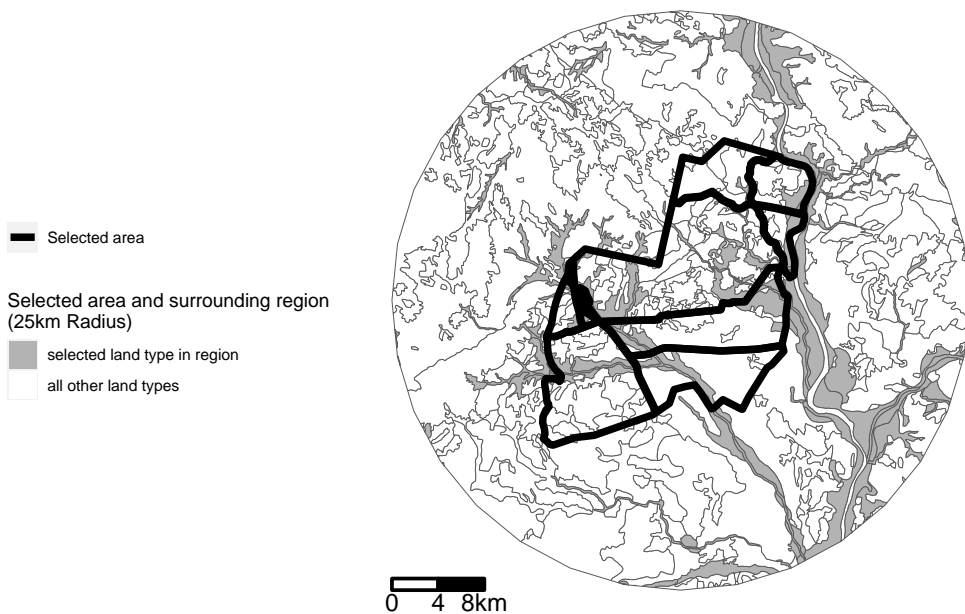 Selected area
Selected area and surrounding region
(25km Radius)
selected land type in region
all other land types
0 4 8km